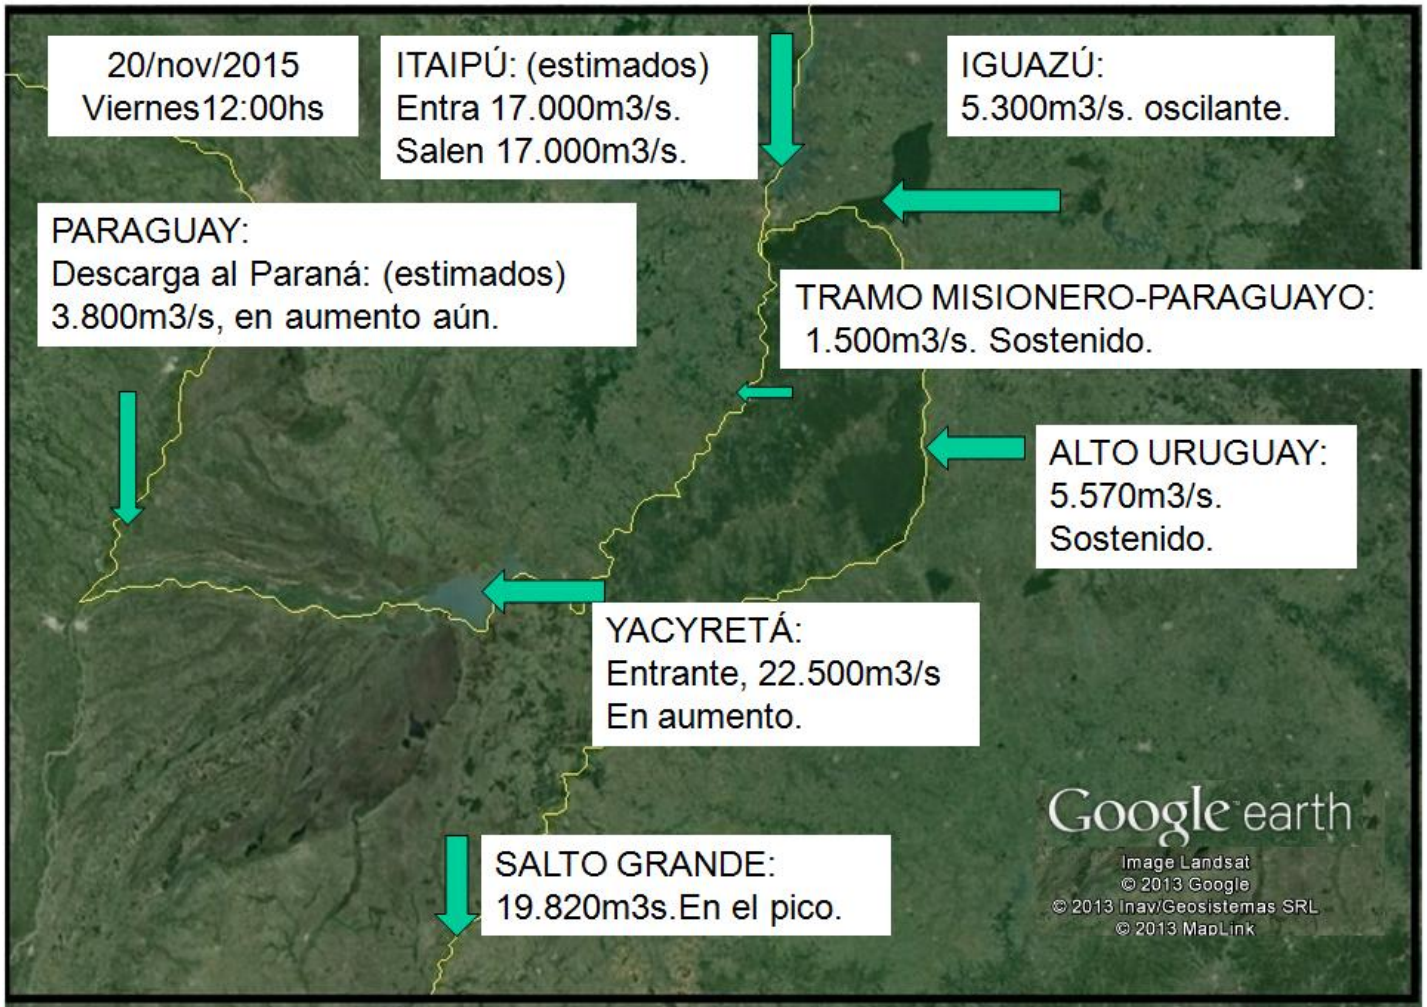 20/nov/2015
Viernes12:00hs
ITAIPÚ: (estimados)
Entra 17.000m3/s.
Salen 17.000m3/s.
IGUAZÚ:
5.300m3/s. oscilante.
PARAGUAY:
Descarga al Paraná: (estimados)
3.800m3/s, en aumento aún.
TRAMO MISIONERO-PARAGUAYO:
1.500m3/s. Sostenido.
ALTO URUGUAY:
5.570m3/s.
Sostenido.
YACYRETÁ:
Entrante, 22.500m3/s
En aumento.
SALTO GRANDE:
19.820m3s.En el pico.
Google earth
Image Landsat
© 2013 Google
© 2013 Inav/Geosistemas SRL
© 2013 MapLink